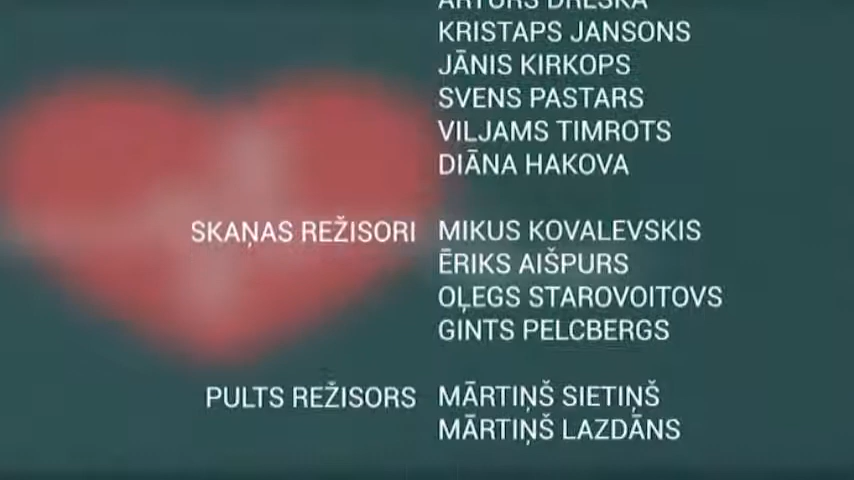 KRISTAPS JANSONS
JĀNIS KIRKOPS
SVENS PASTARS
VILJAMS TIMROTS
DIĀNA HAKOVA
SKAŅAS REŽISORI MIKUS KOVALEVSKIS
ĒRIKS AIŠPURS
OĻEGS STAROVOITOVS
GINTS PELCBERGS
PULTS REŽISORS MĀRTIŅŠ SIETIŅŠ
MĀRTIŅŠ LAZDĀNS